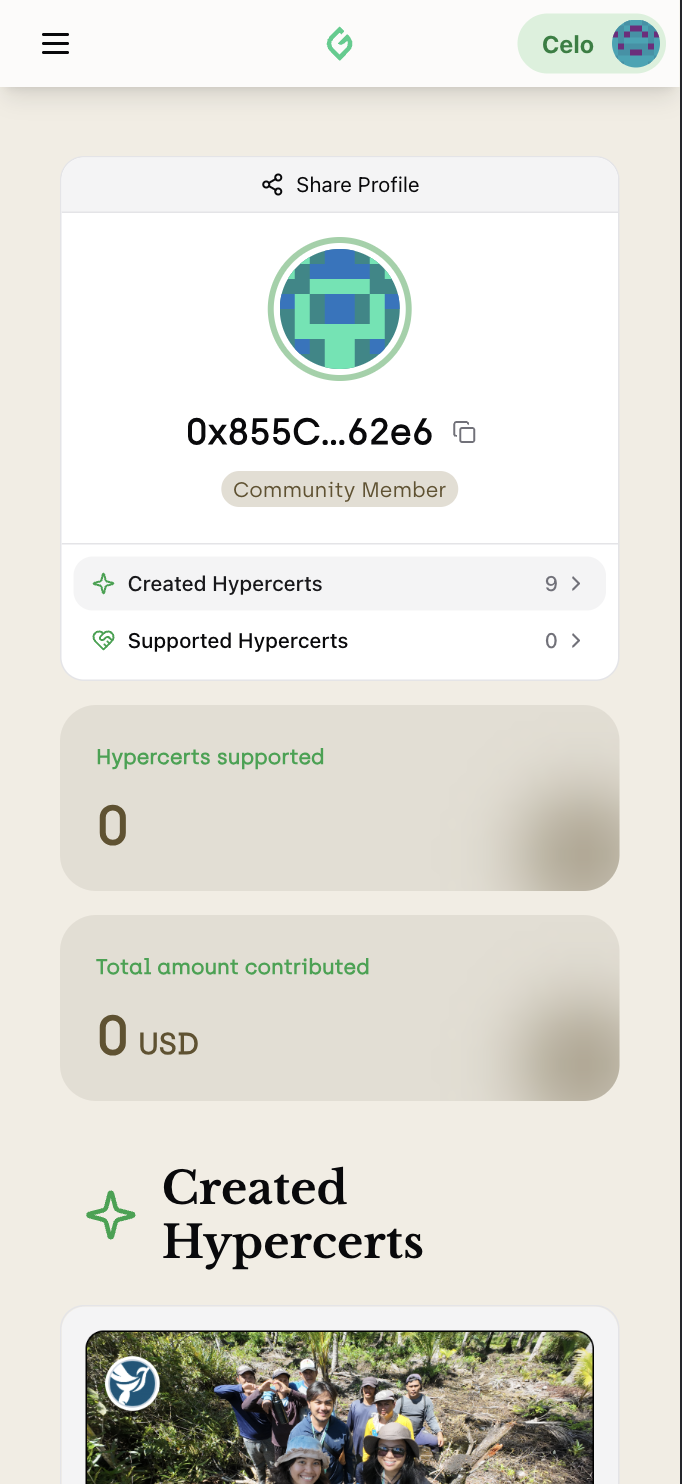 Celo
Share Profile
0x855C...62e6
Community Member
Created Hypercerts 9
Supported Hypercerts 0
Hypercerts supported
0
Total amount contributed
0 USD
Created
Hypercerts